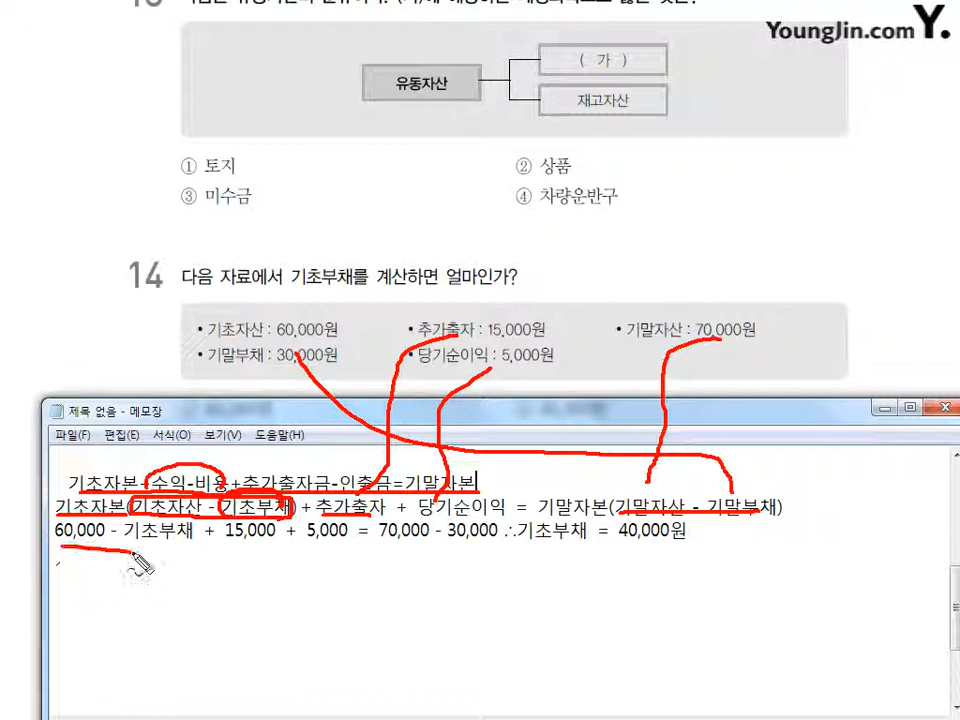 YoungJin.com Y.
유동자산
( 가 )
재고자산
① 토지
② 상품
③ 미수금
④ 차량운반구
14 다음 자료에서 기초부채를 계산하면 얼마인가?
• 기초자산 : 60,000원 • 추가출자 : 15,000원 • 기말자산 : 70,000원
• 기말부채 : 30,000원 • 당기순이익 : 5,000원
제목 없음 - 메모장
파일(F) 편집(E) 서식(O) 보기(V) 도움말(H)
기초자본+수익-비용+추가출자금-인출금=기말자본
기초자본(기초자산 - 기초부채) + 추가출자 + 당기순이익 = 기말자본(기말자산 - 기말부채)
60,000 - 기초부채 + 15,000 + 5,000 = 70,000 - 30,000 ∴기초부채 = 40,000원